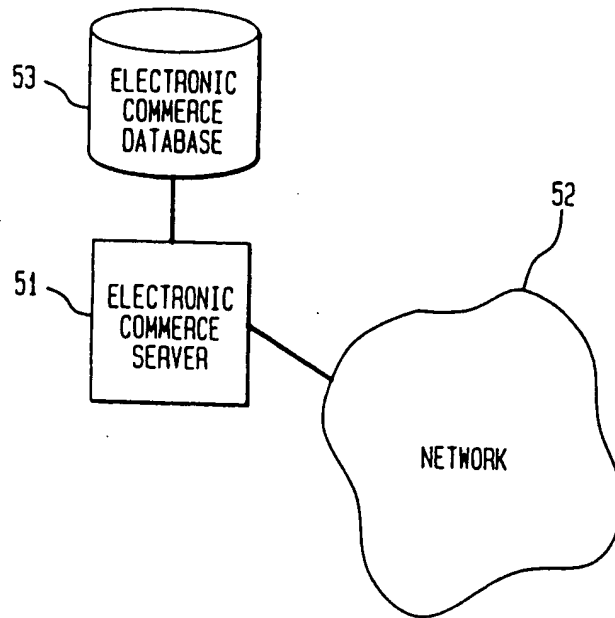 53
ELECTRONIC
COMMERCE
DATABASE
52
51
ELECTRONIC
COMMERCE
SERVER
NETWORK